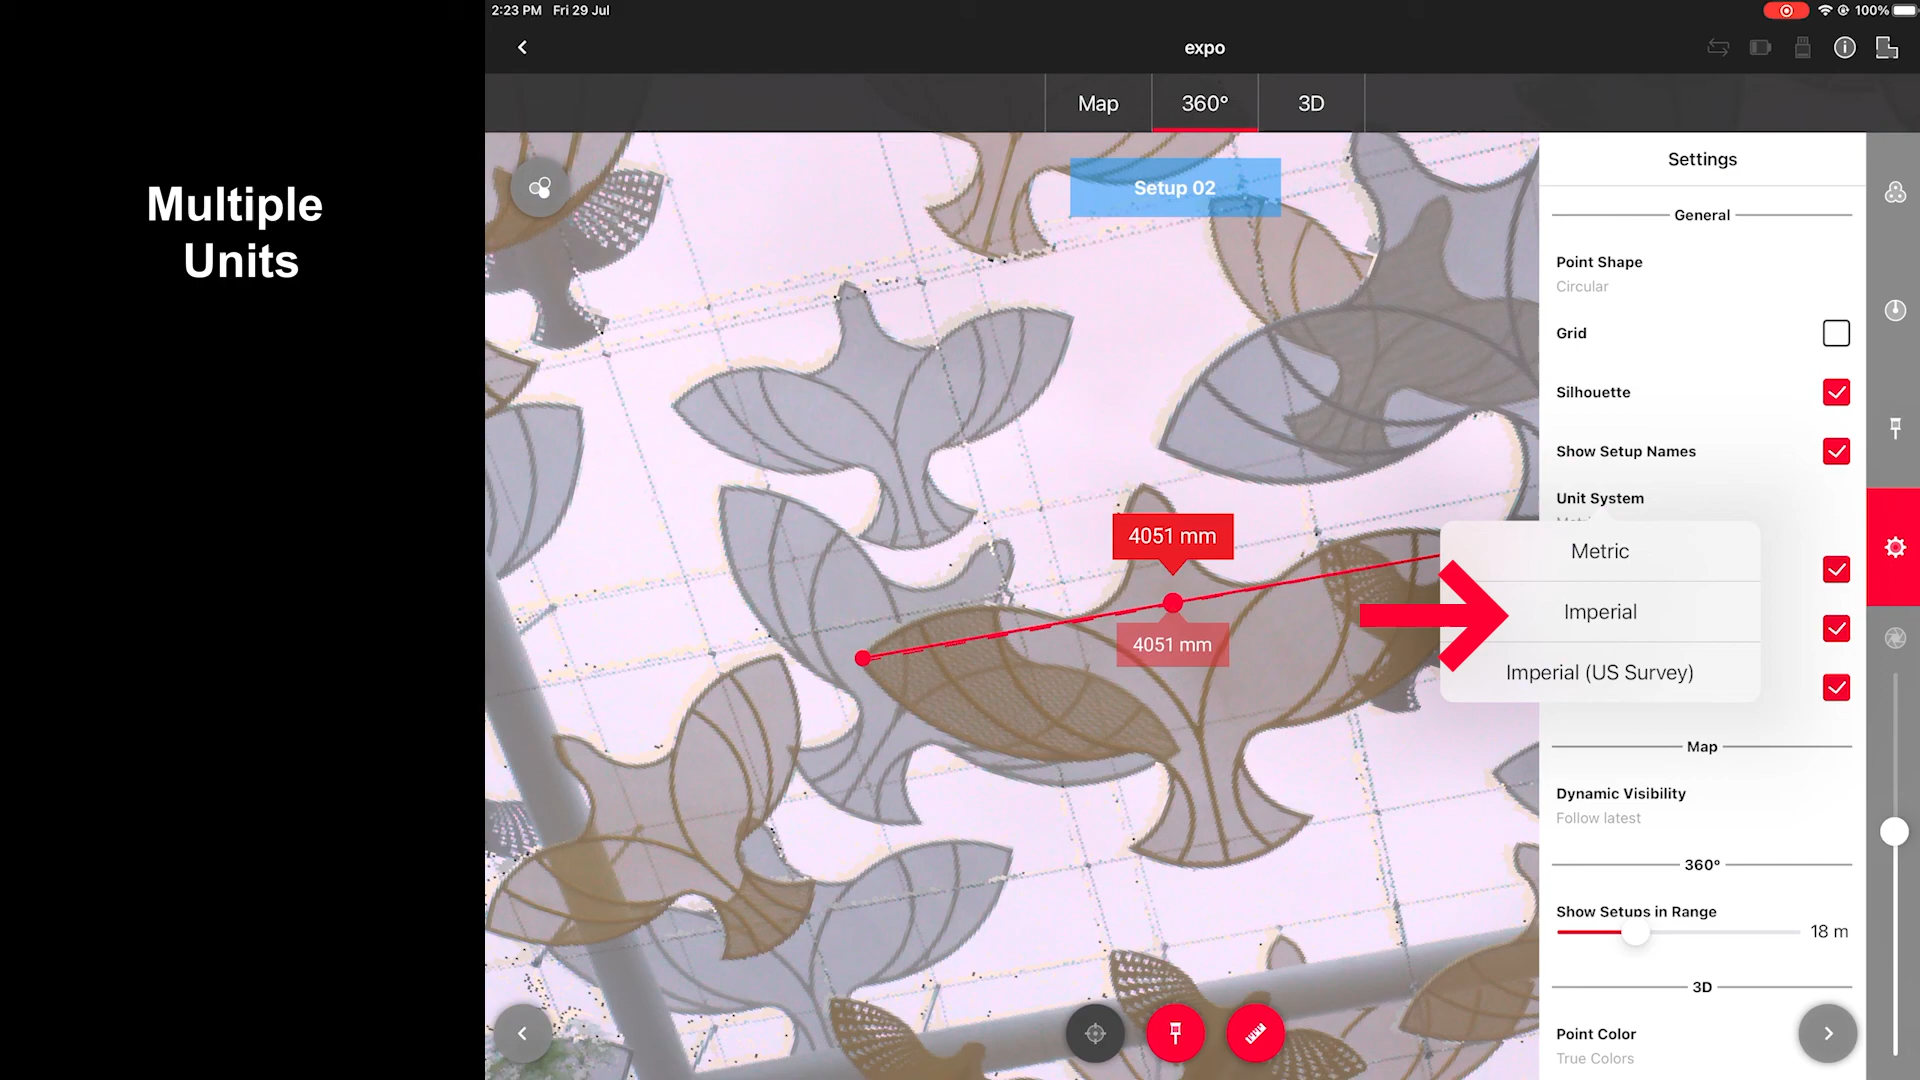 2:23 PM Fri 29 Jul
100%
expo
Map 360° 3D
Multiple
Units
Setup 02
Settings
General
Point Shape
Circular
Grid
Silhouette
Show Setup Names
Unit System
Metric
Imperial
Imperial (US Survey)
4051 mm
4051 mm
Map
Dynamic Visibility
Follow latest
360°
Show Setups in Range
18 m
3D
Point Color
True Colors